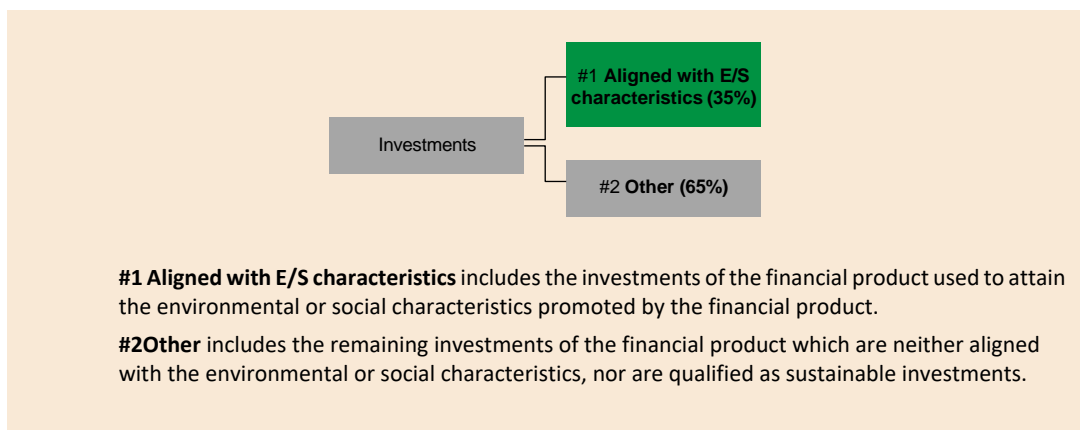 #1 Aligned with E/S
characteristics (35%)
Investments
#2 Other (65%)
#1 Aligned with E/S characteristics includes the investments of the financial product used to attain
the environmental or social characteristics promoted by the financial product.
#2Other includes the remaining investments of the financial product which are neither aligned
with the environmental or social characteristics, nor are qualified as sustainable investments.